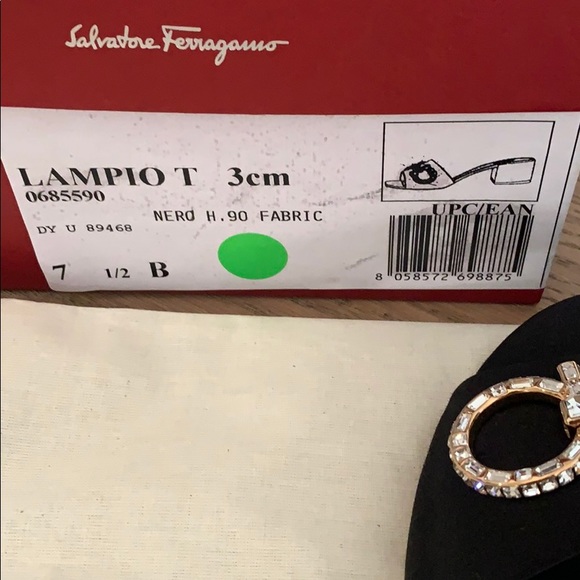 Salvatore Ferragamo
LAMPIO T 3cm
0685590
NERO H.90 FABRIC
DY U 89468
7 1/2 B
UPC/EAN
8 058572 698875